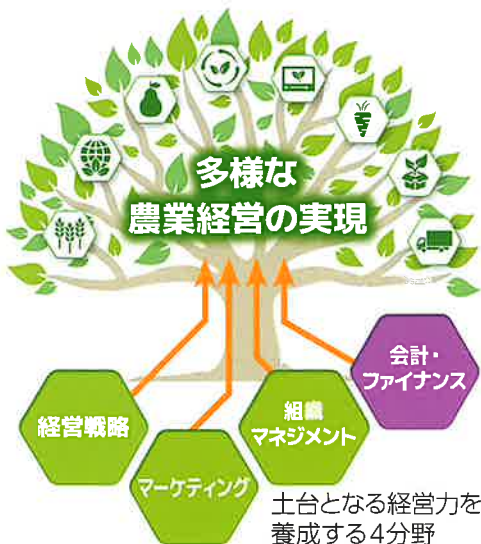 多様な
農業経営の実現
会計・
ファイナンス
組織
マネジメント
経営戦略
マーケティング
土台となる経営力を
養成する4分野